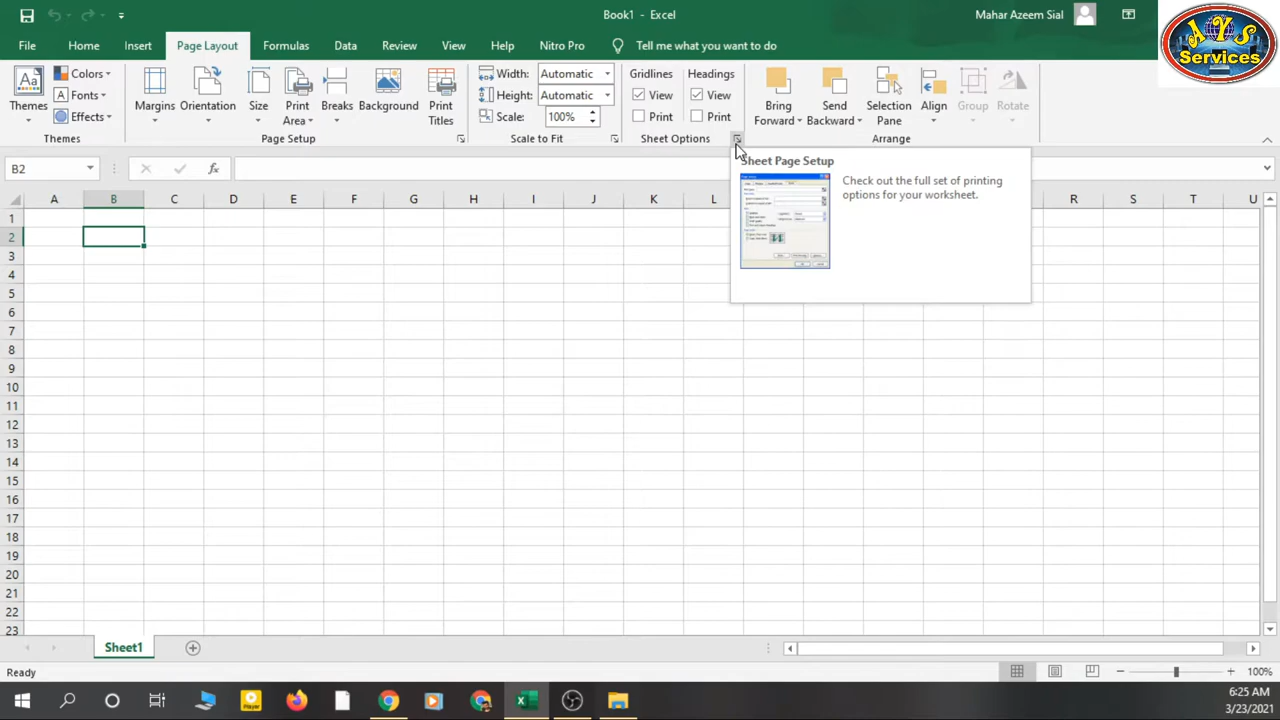 Book1 - Excel
Mahar Azeem Sial
AYS
Services
File Home Insert Page Layout Formulas Data Review View Help Nitro Pro Tell me what you want to do
Themes
Colors
Fonts
Effects
Themes
Margins
Orientation
Size
Print
Area
Breaks
Background
Print
Titles
Page Setup
Width: Automatic
Height: Automatic
Scale: 100%
Scale to Fit
Gridlines
View
Print
Headings
View
Print
Sheet Options
Bring
Forward
Send
Backward
Selection
Pane
Align
Group
Rotate
Arrange
B2
fx
Sheet Page Setup
Check out the full set of printing
options for your worksheet.
B C D E F G H I J K L R S T U
1
2
3
4
5
6
7
8
9
10
11
12
13
14
15
16
17
18
19
20
21
22
23
Sheet1
Ready
100%
6:25 AM
3/23/2021